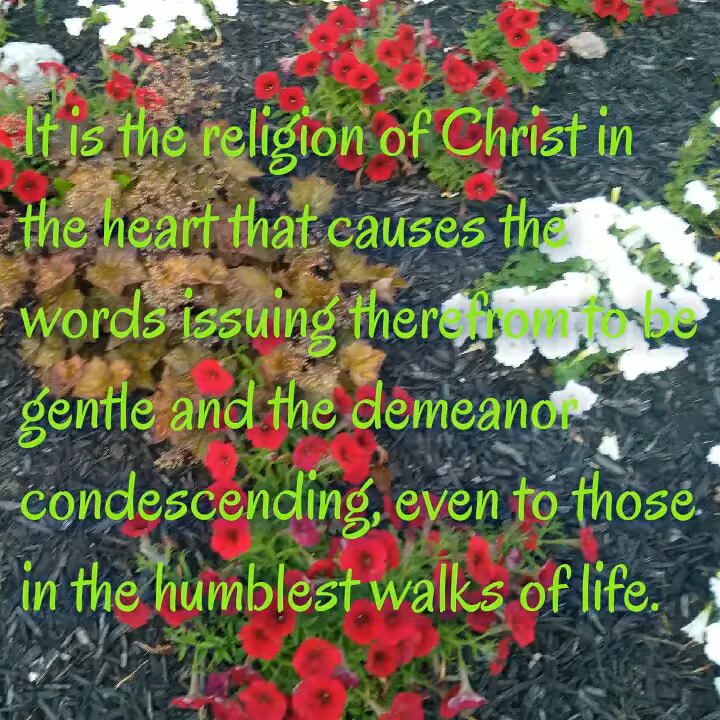 It is the religion of Christ in
the heart that causes the
words issuing therefrom to be
gentle and the demeanor
condescending, even to those
in the humblest walks of life.